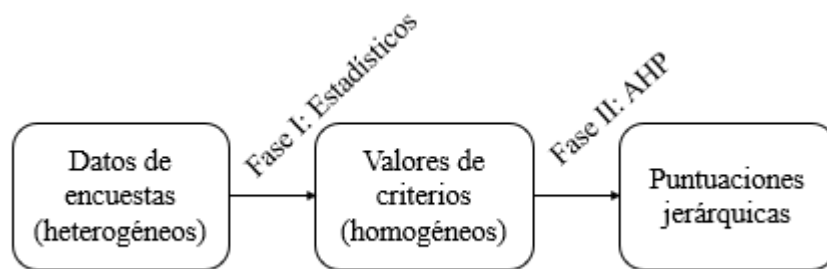 Datos de
encuestas
(heterogéneos)
Fase I: Estadísticos
Valores de
criterios
(homogéneos)
Fase II: AHP
Puntuaciones
jerárquicas